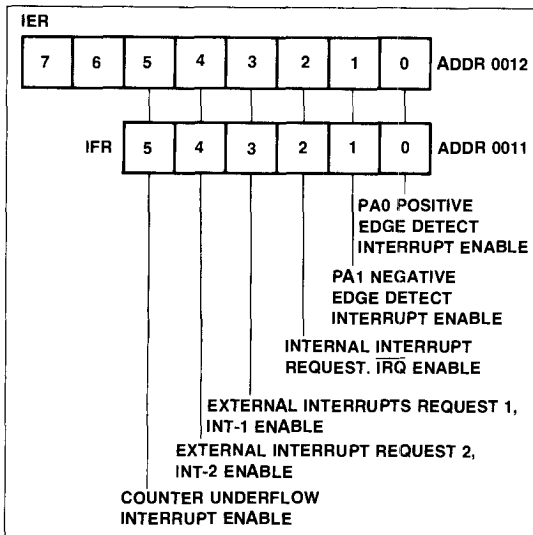 IER
7 6 5 4 3 2 1 0 ADDR 0012
IFR 5 4 3 2 1 0 ADDR 0011
PA0 POSITIVE
EDGE DETECT
INTERRUPT ENABLE
PA1 NEGATIVE
EDGE DETECT
INTERRUPT ENABLE
INTERNAL INTERRUPT
REQUEST. IRQ ENABLE
EXTERNAL INTERRUPTS REQUEST 1,
INT-1 ENABLE
EXTERNAL INTERRUPT REQUEST 2,
INT-2 ENABLE
COUNTER UNDERFLOW
INTERRUPT ENABLE